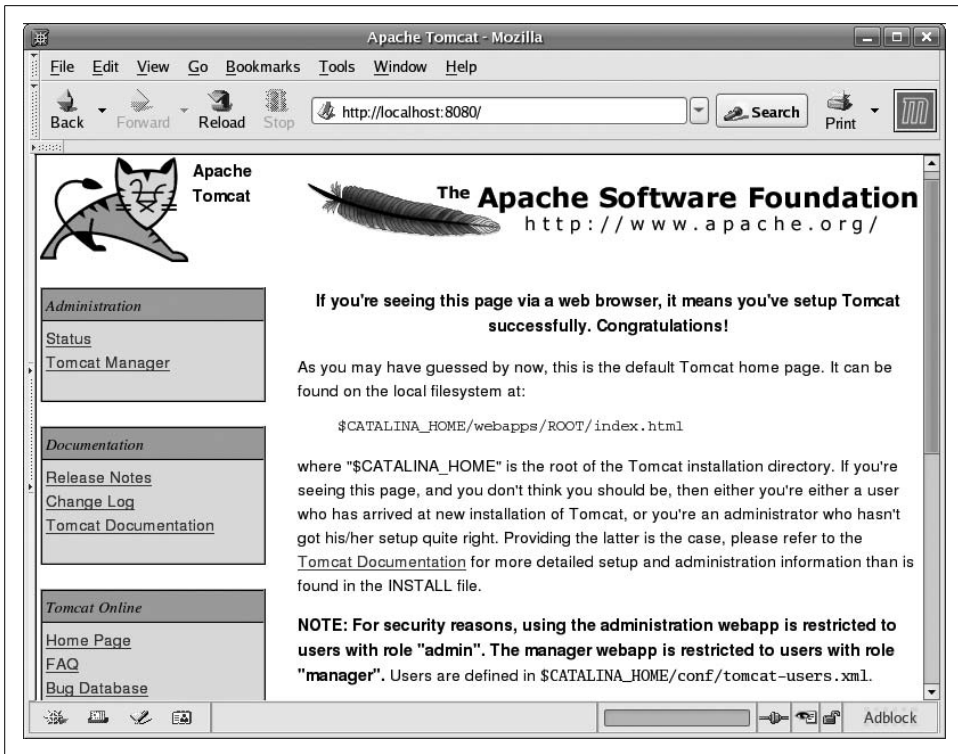 Apache Tomcat - Mozilla
File Edit View Go Bookmarks Tools Window Help
Back Forward Reload Stop http://localhost:8080/ Search Print
Apache
Tomcat
The Apache Software Foundation
http://www.apache.org/
Administration
Status
Tomcat Manager
Documentation
Release Notes
Change Log
Tomcat Documentation
Tomcat Online
Home Page
FAQ
Bug Database
If you're seeing this page via a web browser, it means you've setup Tomcat
successfully. Congratulations!
As you may have guessed by now, this is the default Tomcat home page. It can be
found on the local filesystem at:
$CATALINA_HOME/webapps/ROOT/index.html
where "$CATALINA_HOME" is the root of the Tomcat installation directory. If you're
seeing this page, and you don't think you should be, then either you're either a user
who has arrived at new installation of Tomcat, or you're an administrator who hasn't
got his/her setup quite right. Providing the latter is the case, please refer to the
Tomcat Documentation for more detailed setup and administration information than is
found in the INSTALL file.
NOTE: For security reasons, using the administration webapp is restricted to
users with role "admin". The manager webapp is restricted to users with role
"manager". Users are defined in $CATALINA_HOME/conf/tomcat-users.xml.
Adblock